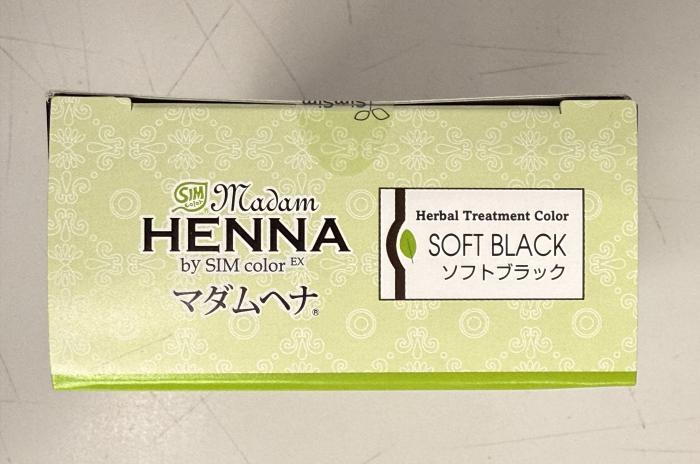 SimSim
SIM
color
Madam
HENNA
by SIM color EX
マダムヘナ®
Herbal Treatment Color
SOFT BLACK
ソフトブラック